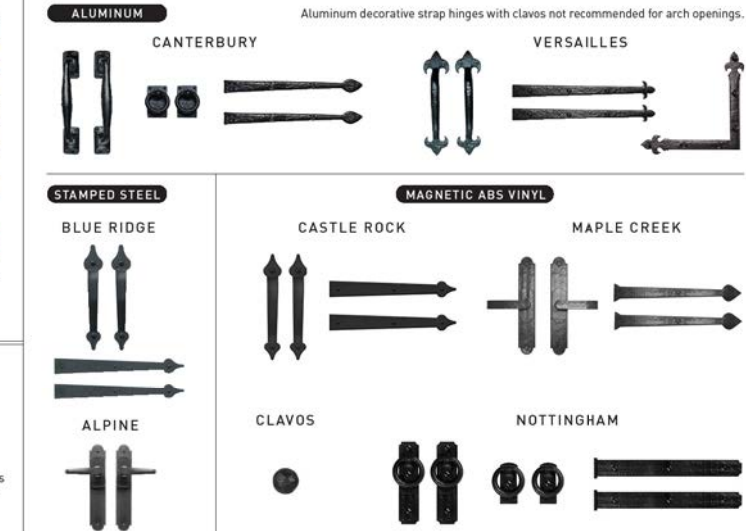 ALUMINUM
Aluminum decorative strap hinges with clavos not recommended for arch openings.
CANTERBURY
VERSAILLES
STAMPED STEEL
MAGNETIC ABS VINYL
BLUE RIDGE
CASTLE ROCK
MAPLE CREEK
ALPINE
CLAVOS
NOTTINGHAM